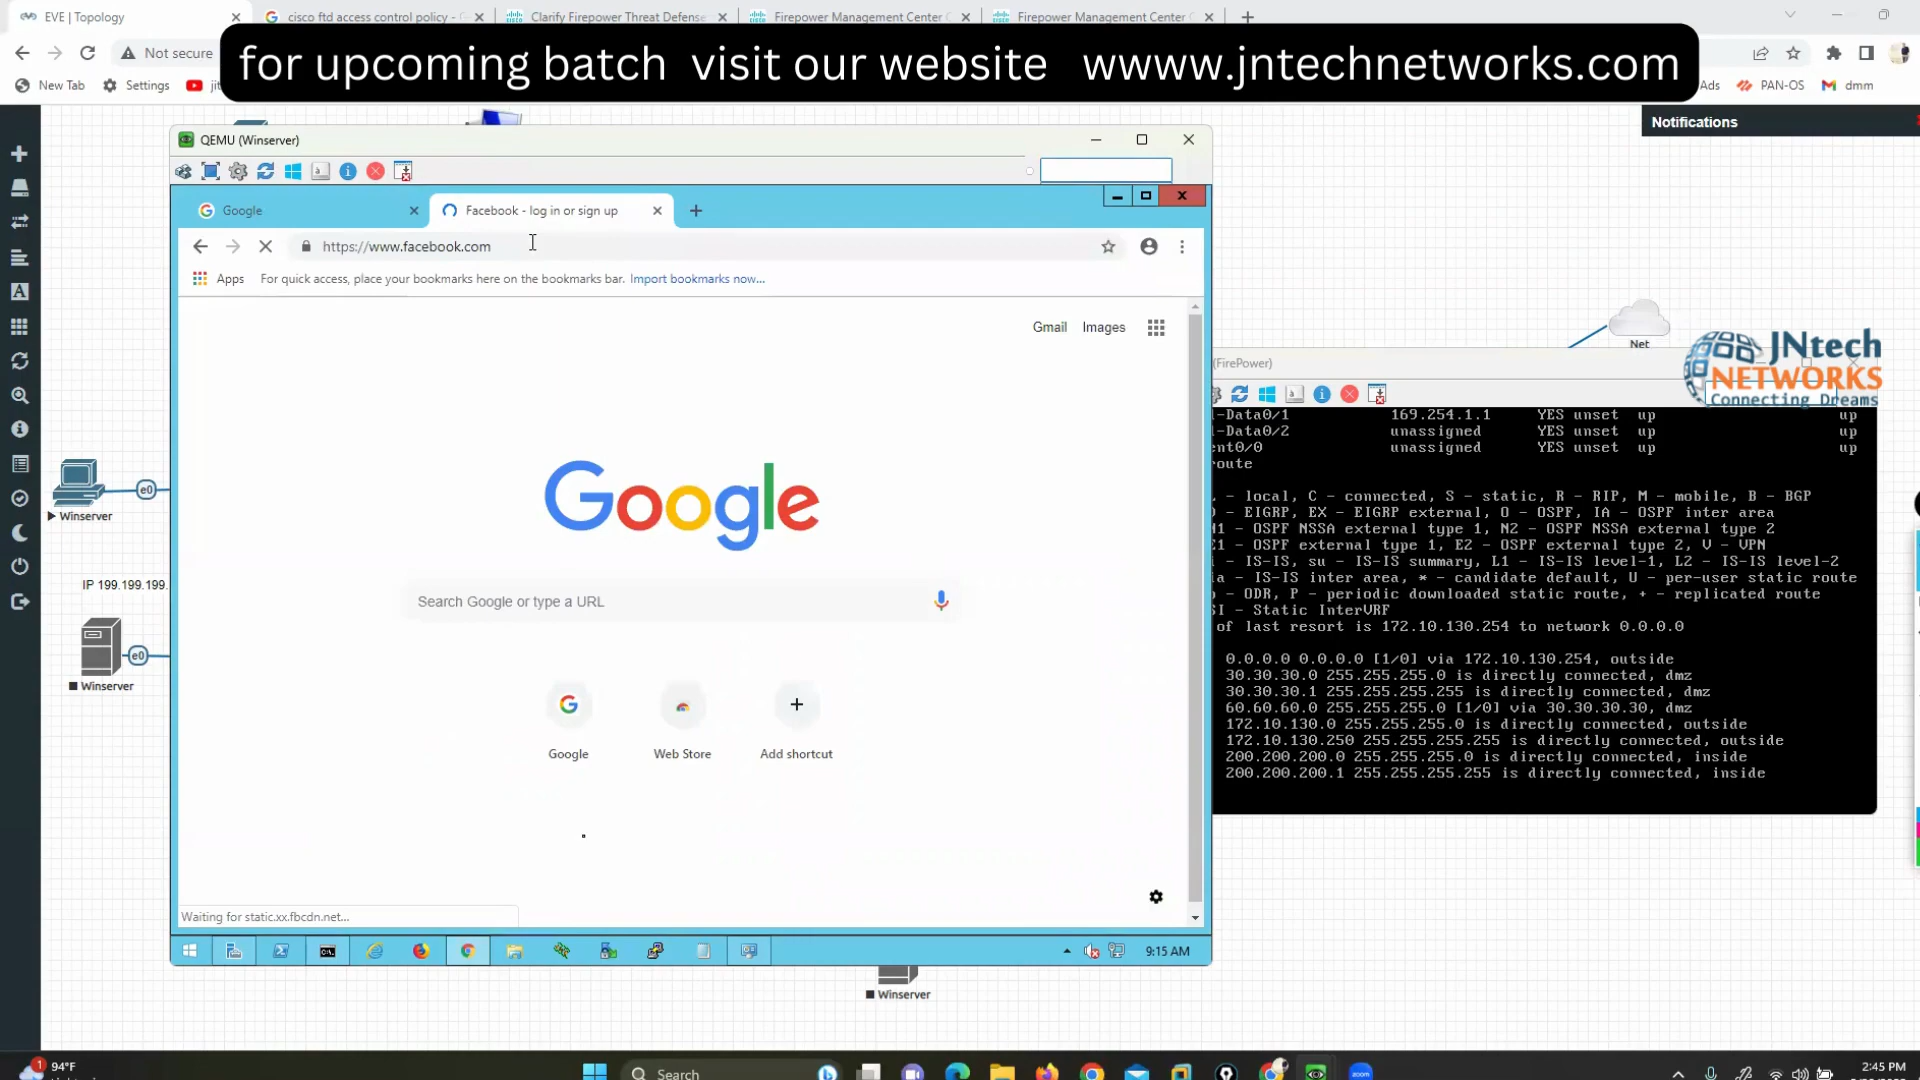 EVE | Topology
cisco ftd access control policy -
Clarify Firepower Threat Defense
Firepower Management Center
Firepower Management Center
Not secure
for upcoming batch visit our website wwww.jntechnetworks.com
New Tab
Settings
Ads
PAN-OS
dmm
Notifications
QEMU (Winserver)
Google
Facebook - log in or sign up
https://www.facebook.com
Apps
For quick access, place your bookmarks here on the bookmarks bar. Import bookmarks now...
Gmail
Images
Net
JNtech
NETWORKS
Connecting Dreams
(FirePower)
l-Data0/1 169.254.1.1 YES unset up up
l-Data0/2 unassigned YES unset up up
ent0/0 unassigned YES unset up up
route
- local, C - connected, S - static, R - RIP, M - mobile, B - BGP
- EIGRP, EX - EIGRP external, O - OSPF, IA - OSPF inter area
N1 - OSPF NSSA external type 1, N2 - OSPF NSSA external type 2
E1 - OSPF external type 1, E2 - OSPF external type 2, V - VPN
- IS-IS, su - IS-IS summary, L1 - IS-IS level-1, L2 - IS-IS level-2
ia - IS-IS inter area, * - candidate default, U - per-user static route
o - ODR, P - periodic downloaded static route, + - replicated route
SI - Static InterVRF
of last resort is 172.10.130.254 to network 0.0.0.0
0.0.0.0 0.0.0.0 [1/0] via 172.10.130.254, outside
30.30.30.0 255.255.255.0 is directly connected, dmz
30.30.30.1 255.255.255.255 is directly connected, dmz
60.60.60.0 255.255.255.0 [1/0] via 30.30.30.30, dmz
172.10.130.0 255.255.255.0 is directly connected, outside
172.10.130.250 255.255.255.255 is directly connected, outside
200.200.200.0 255.255.255.0 is directly connected, inside
200.200.200.1 255.255.255.255 is directly connected, inside
Google
Search Google or type a URL
Google
Web Store
Add shortcut
e0
Winserver
IP 199.199.199.
e0
Winserver
Waiting for static.xx.fbcdn.net...
9:15 AM
Winserver
1
94°F
Search
zoom
2:45 PM